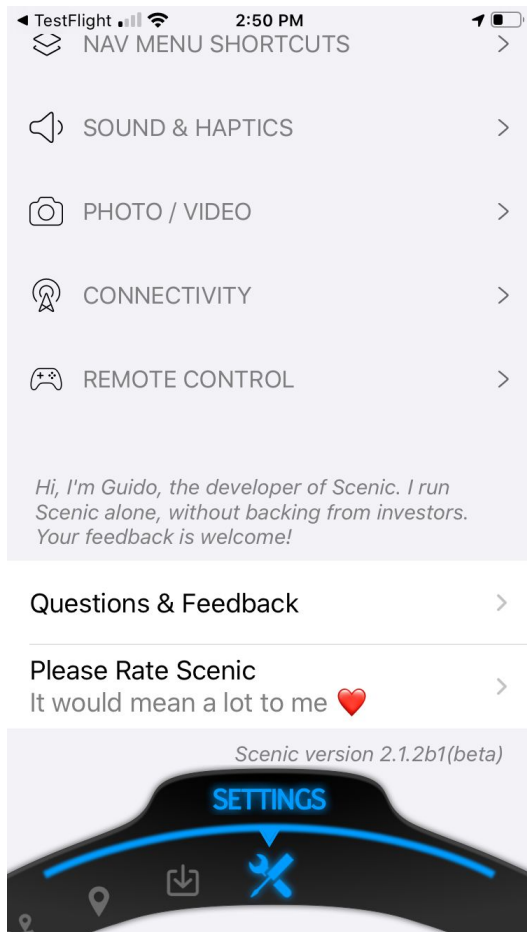 ◀ TestFlight 2:50 PM
NAV MENU SHORTCUTS
SOUND & HAPTICS
PHOTO / VIDEO
CONNECTIVITY
REMOTE CONTROL
Hi, I'm Guido, the developer of Scenic. I run
Scenic alone, without backing from investors.
Your feedback is welcome!
Questions & Feedback
Please Rate Scenic
It would mean a lot to me ❤️
Scenic version 2.1.2b1(beta)
SETTINGS